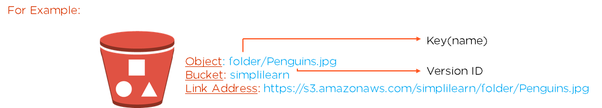 For Example:
Key(name)
Object: folder/Penguins.jpg
Version ID
Bucket: simplilearn
Link Address: https://s3.amazonaws.com/simplilearn/folder/Penguins.jpg